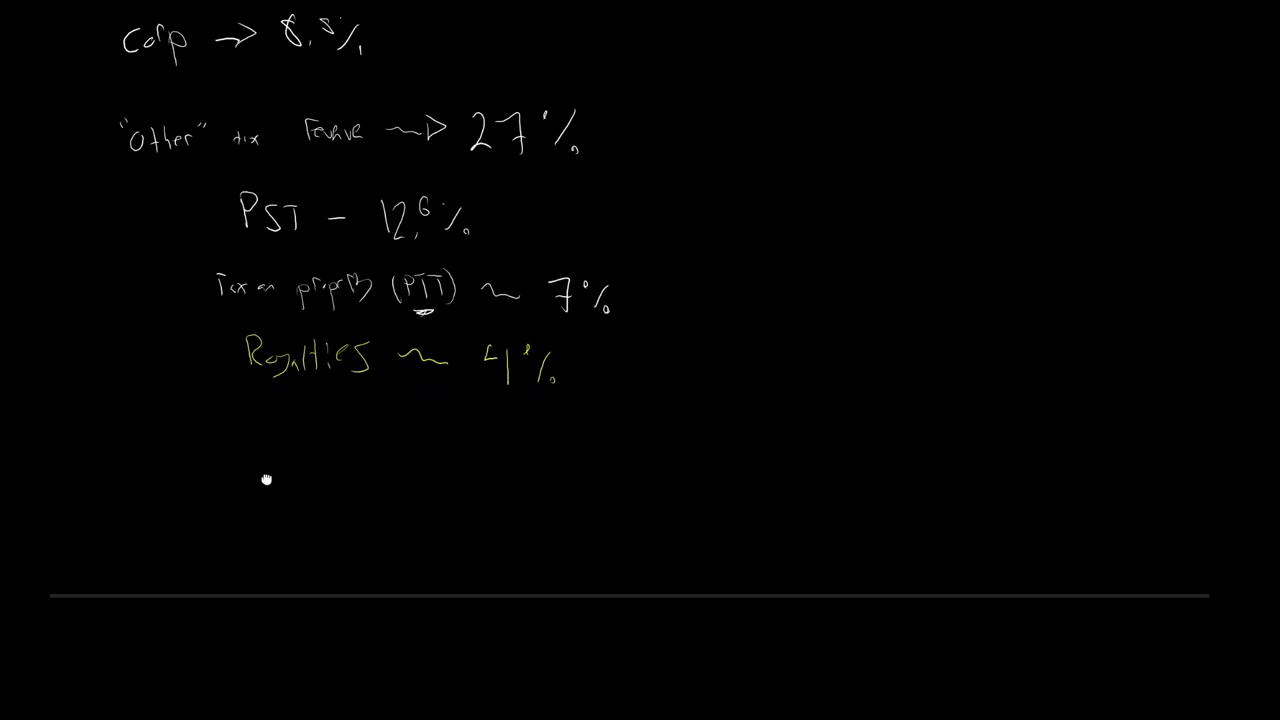 Corp → 8.5%
"Other" tax revenue ~> 27%
PST - 12.6%
Tax on property (PTT) ~ 7%
Royalties ~ 4%